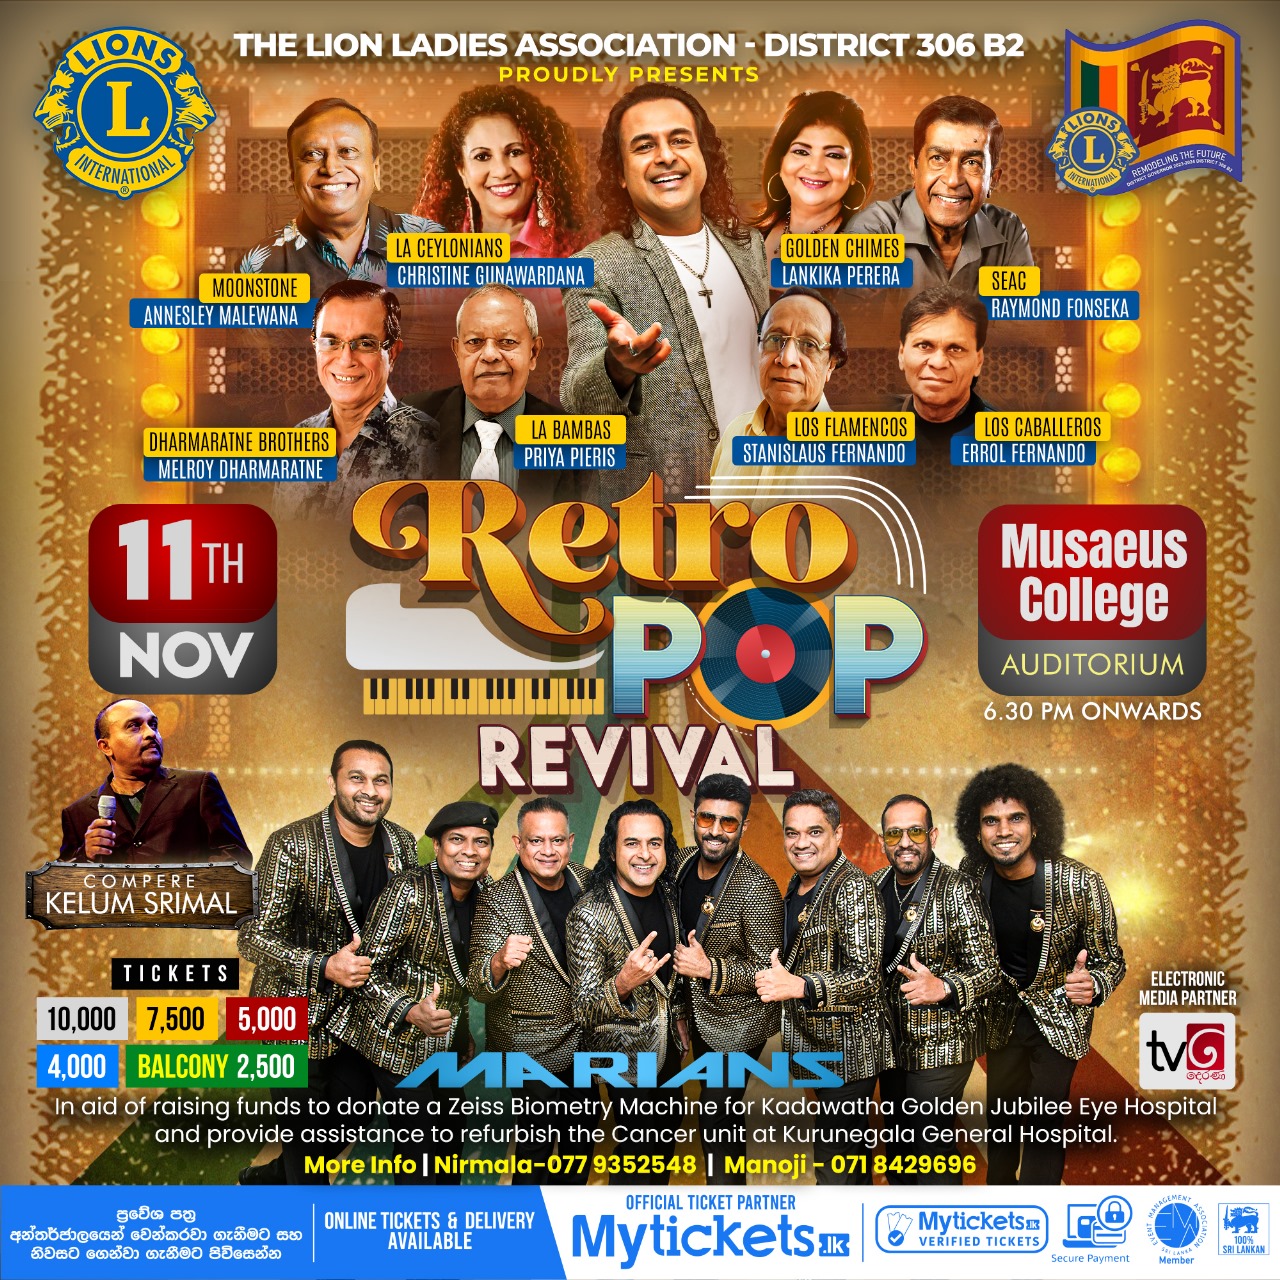 THE LION LADIES ASSOCIATION - DISTRICT 306 B2
PROUDLY PRESENTS
LIONS
L
INTERNATIONAL
®
LIONS
L
INTERNATIONAL
REMODELING THE FUTURE
LA CEYLONIANS
CHRISTINE GUNAWARDANA
GOLDEN CHIMES
LANKIKA PERERA
MOONSTONE
ANNESLEY MALEWANA
SEAC
RAYMOND FONSEKA
DHARMARATNE BROTHERS
MELROY DHARMARATNE
LA BAMBAS
PRIYA PIERIS
LOS FLAMENCOS
STANISLAUS FERNANDO
LOS CABALLEROS
ERROL FERNANDO
11TH
NOV
Retro
POP
REVIVAL
Musaeus
College
AUDITORIUM
6.30 PM ONWARDS
COMPERE
KELUM SRIMAL
TICKETS
10,000 7,500 5,000
4,000 BALCONY 2,500
MARIANS
ELECTRONIC
MEDIA PARTNER
tv
දෙරණ
In aid of raising funds to donate a Zeiss Biometry Machine for Kadawatha Golden Jubilee Eye Hospital
and provide assistance to refurbish the Cancer unit at Kurunegala General Hospital.
More Info | Nirmala-077 9352548 | Manoji - 071 8429696
ප්‍රවේශ පත්‍ර
අන්තර්ජාලයෙන් වෙන්කරවා ගැනීමට සහ
නිවසට ගෙන්වා ගැනීමට පිවිසෙන්න
ONLINE TICKETS & DELIVERY
AVAILABLE
OFFICIAL TICKET PARTNER
Mytickets.lk
Mytickets.lk
VERIFIED TICKETS
Secure Payment
EVENT MANAGEMENT ASSOCIATION
SRI LANKA
Member
100%
SRI LANKAN